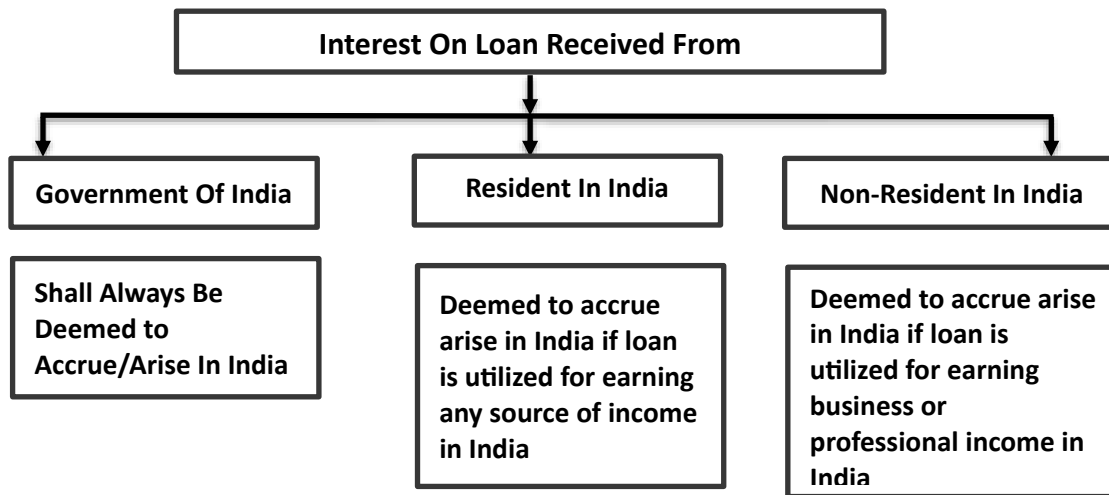 Interest On Loan Received From
Government Of India
Resident In India
Non-Resident In India
Shall Always Be
Deemed to
Accrue/Arise In India
Deemed to accrue
arise in India if loan
is utilized for earning
any source of income
in India
Deemed to accrue arise
in India if loan is
utilized for earning
business or
professional income in
India